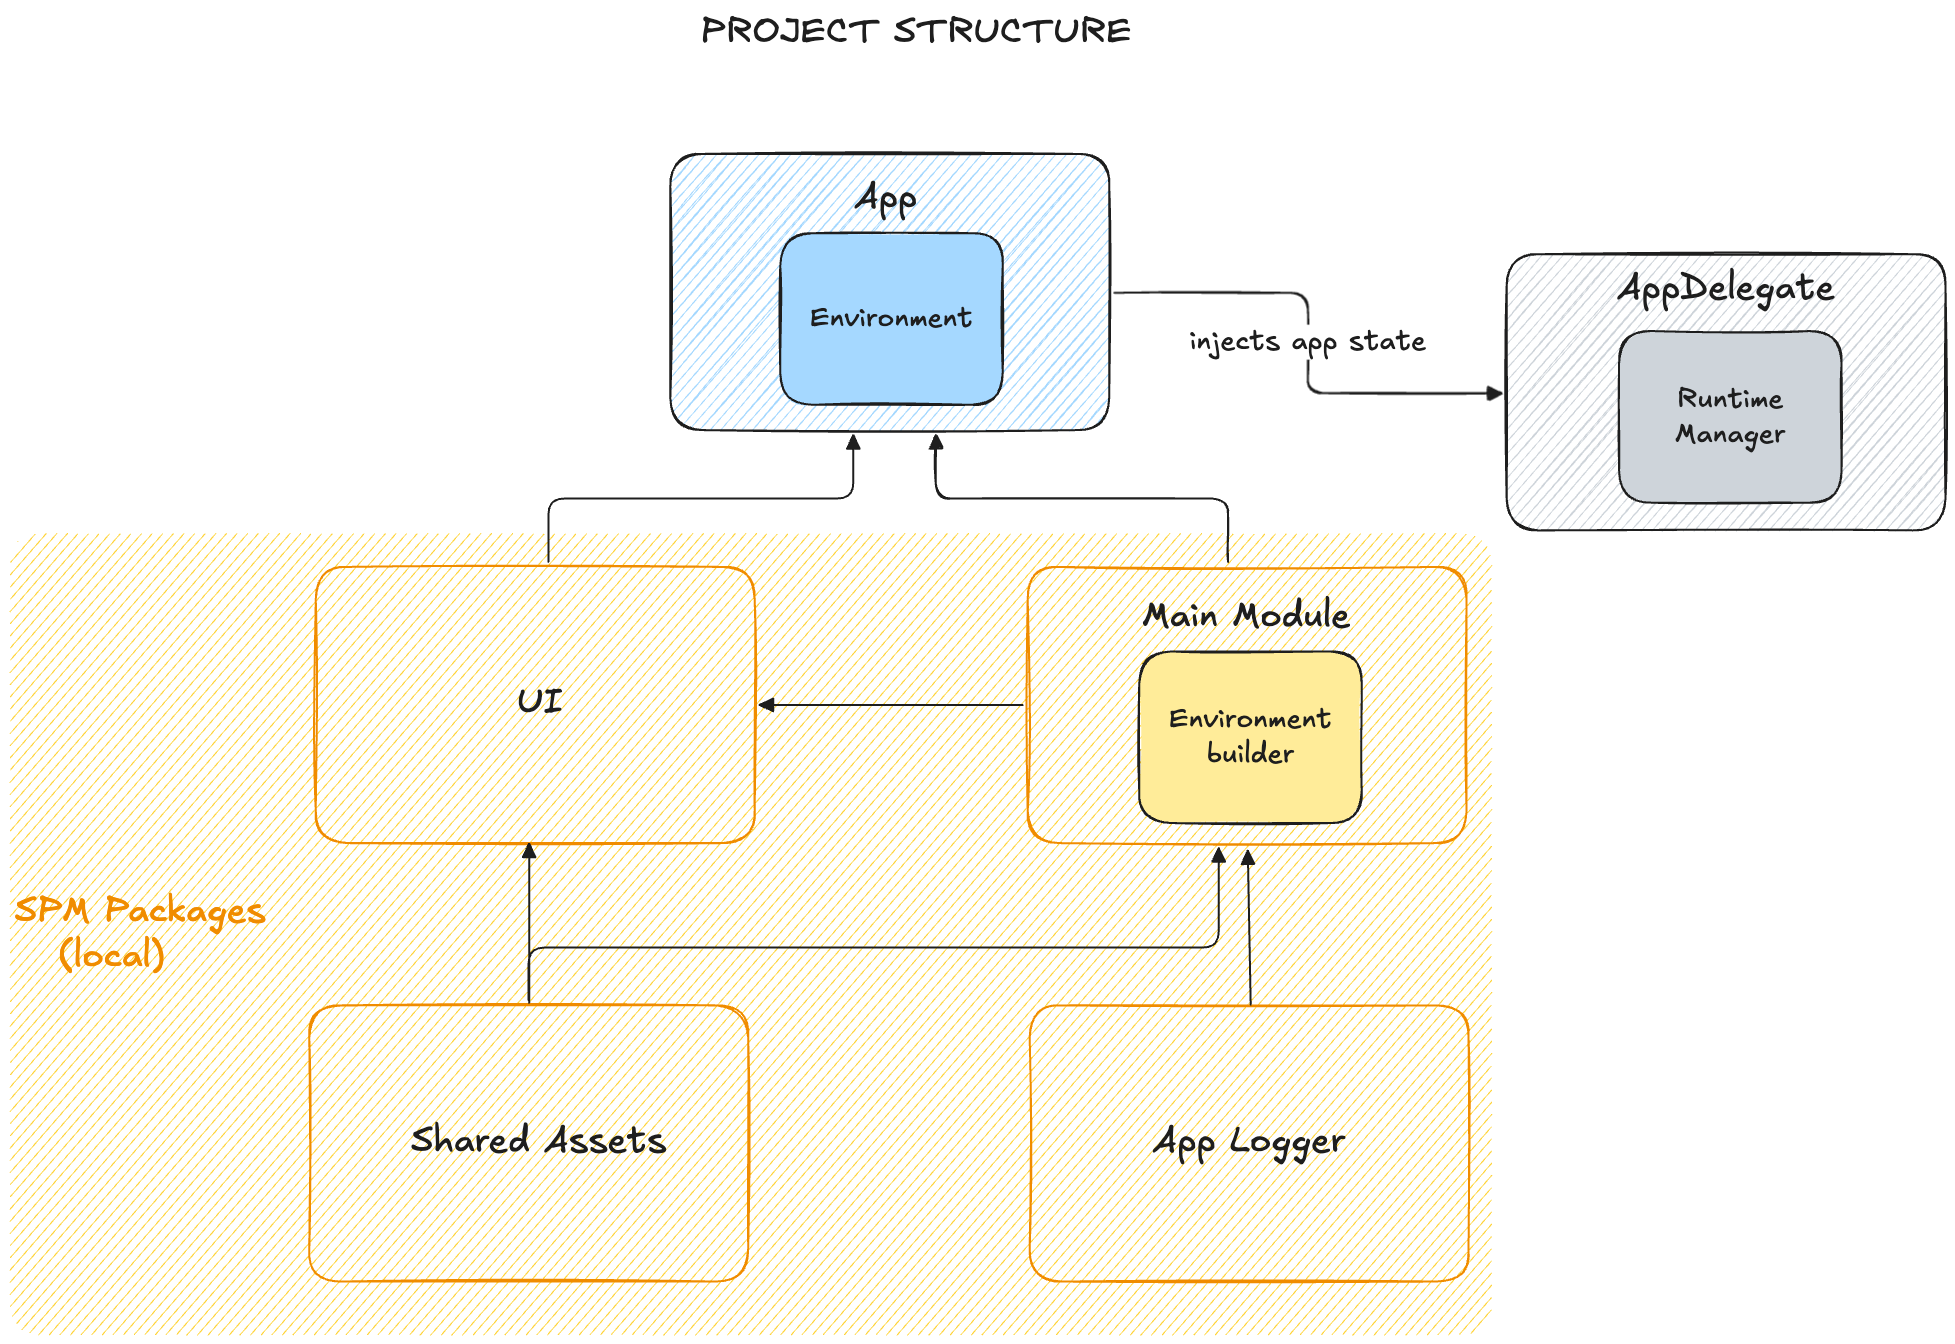 PROJECT STRUCTURE
App
Environment
injects app state
AppDelegate
Runtime
Manager
UI
Main Module
Environment
builder
SPM Packages
(local)
Shared Assets
App Logger